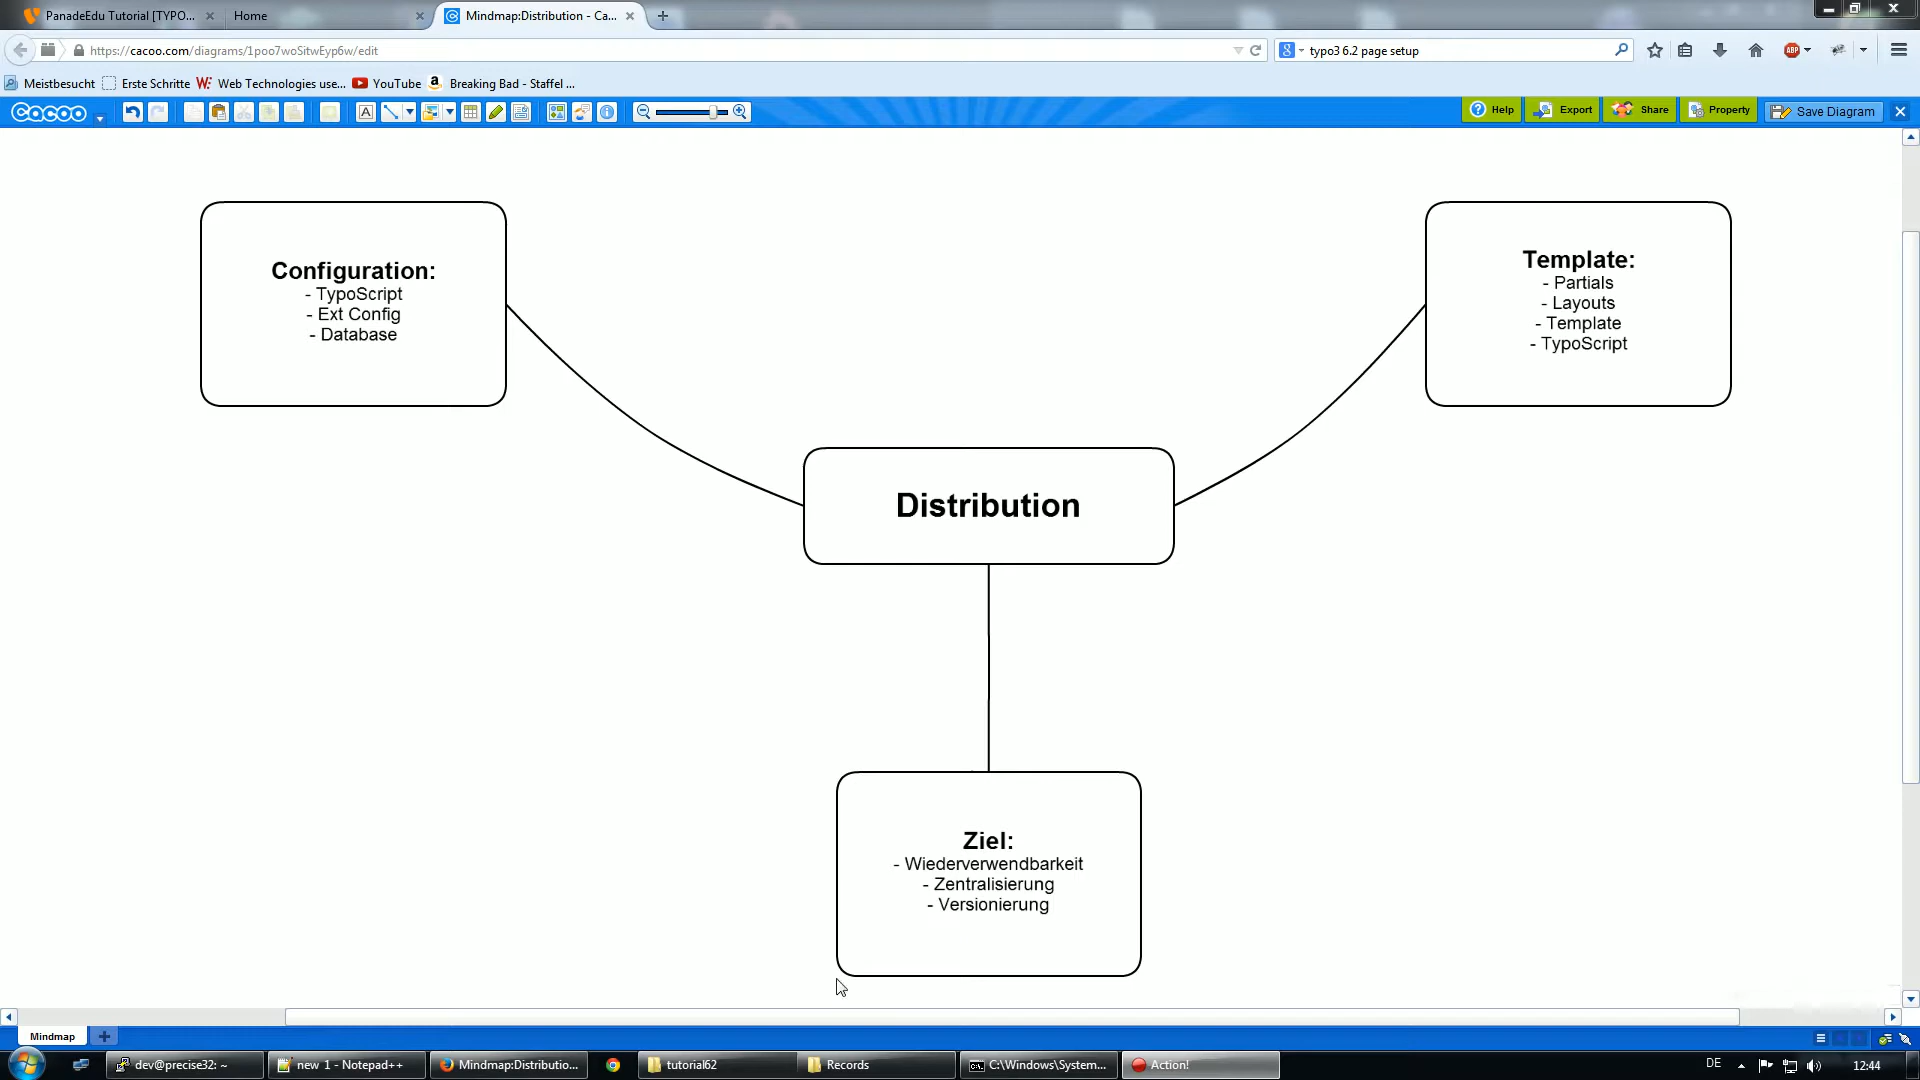 PanadeEdu Tutorial [TYPO...
Home
Mindmap:Distribution - Ca...
https://cacoo.com/diagrams/1poo7woSitwEyp6w/edit
typo3 6.2 page setup
Meistbesucht
Erste Schritte
Web Technologies use...
YouTube
Breaking Bad - Staffel ...
Cacoo
Help
Export
Share
Property
Save Diagram
Configuration:
- TypoScript
- Ext Config
- Database
Template:
- Partials
- Layouts
- Template
- TypoScript
Distribution
Ziel:
- Wiederverwendbarkeit
- Zentralisierung
- Versionierung
Mindmap
dev@precise32: ~
new 1 - Notepad++
Mindmap:Distributio...
tutorial62
Records
C:\Windows\System...
Action!
DE
12:44